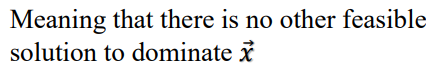 Meaning that there is no other feasible
solution to dominate x⃗